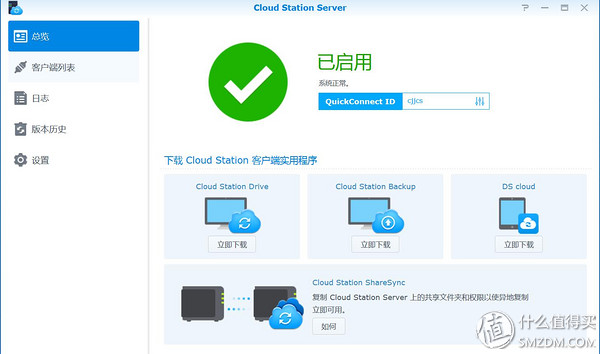 Cloud Station Server
总览
客户端列表
日志
版本历史
设置
已启用
系统正常。
QuickConnect ID
cjjcs
下载 Cloud Station 客户端实用程序
Cloud Station Drive
Cloud Station Backup
DS cloud
立即下载
立即下载
立即下载
Cloud Station ShareSync
复制 Cloud Station Server 上的共享文件夹和权限以使异地复制
立即可用。
如何
值 什么值得买
SMZDM.COM